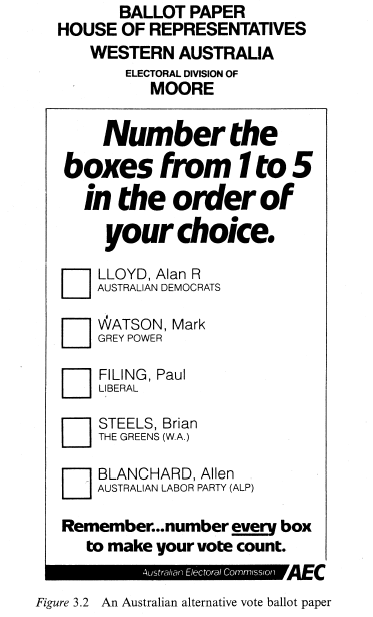 BALLOT PAPER
HOUSE OF REPRESENTATIVES
WESTERN AUSTRALIA
ELECTORAL DIVISION OF
MOORE
Number the
boxes from 1 to 5
in the order of
your choice.
LLOYD, Alan R
AUSTRALIAN DEMOCRATS
WATSON, Mark
GREY POWER
FILING, Paul
LIBERAL
STEELS, Brian
THE GREENS (W.A.)
BLANCHARD, Allen
AUSTRALIAN LABOR PARTY (ALP)
Remember...number every box
to make your vote count.
Australian Electoral Commission AEC
Figure 3.2 An Australian alternative vote ballot paper